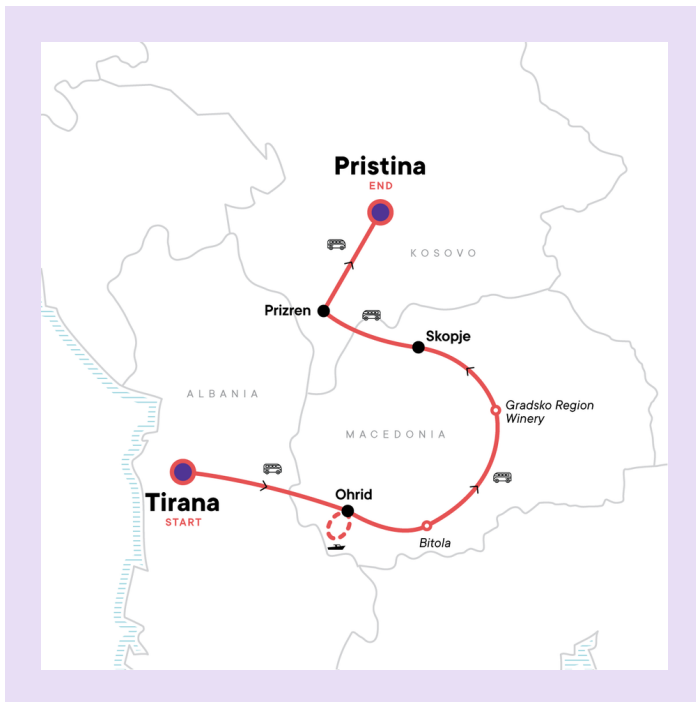 Pristina
END
KOSOVO
Prizren
Skopje
ALBANIA
Gradsko Region
Winery
MACEDONIA
Ohrid
Tirana
START
Bitola